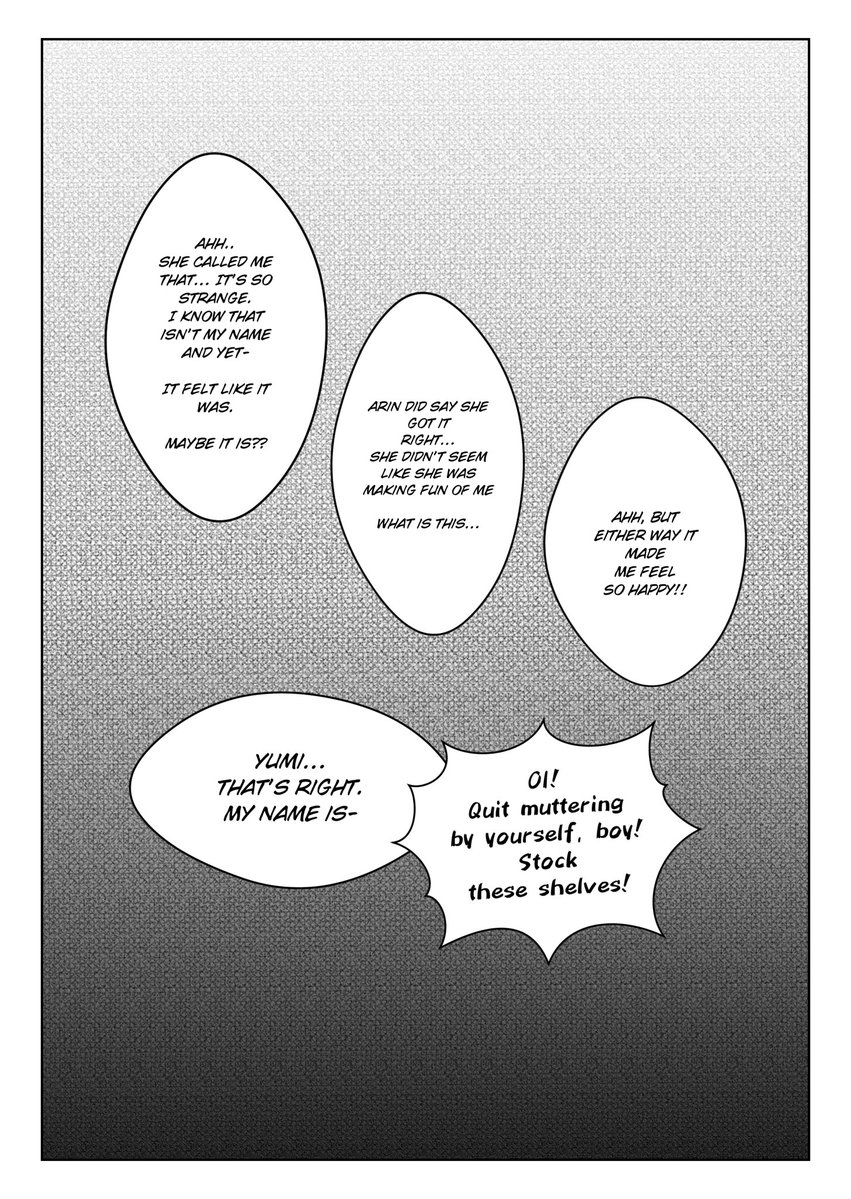 AHH..
SHE CALLED ME
THAT... IT'S SO
STRANGE.
I KNOW THAT
ISN'T MY NAME
AND YET-
IT FELT LIKE IT
WAS.
MAYBE IT IS??
ARIN DID SAY SHE
GOT IT
RIGHT...
SHE DIDN'T SEEM
LIKE SHE WAS
MAKING FUN OF ME
WHAT IS THIS...
AHH, BUT
EITHER WAY IT
MADE
ME FEEL
SO HAPPY!!
YUMI...
THAT'S RIGHT.
MY NAME IS-
OI!
Quit muttering
by yourself, boy!
Stock
these shelves!